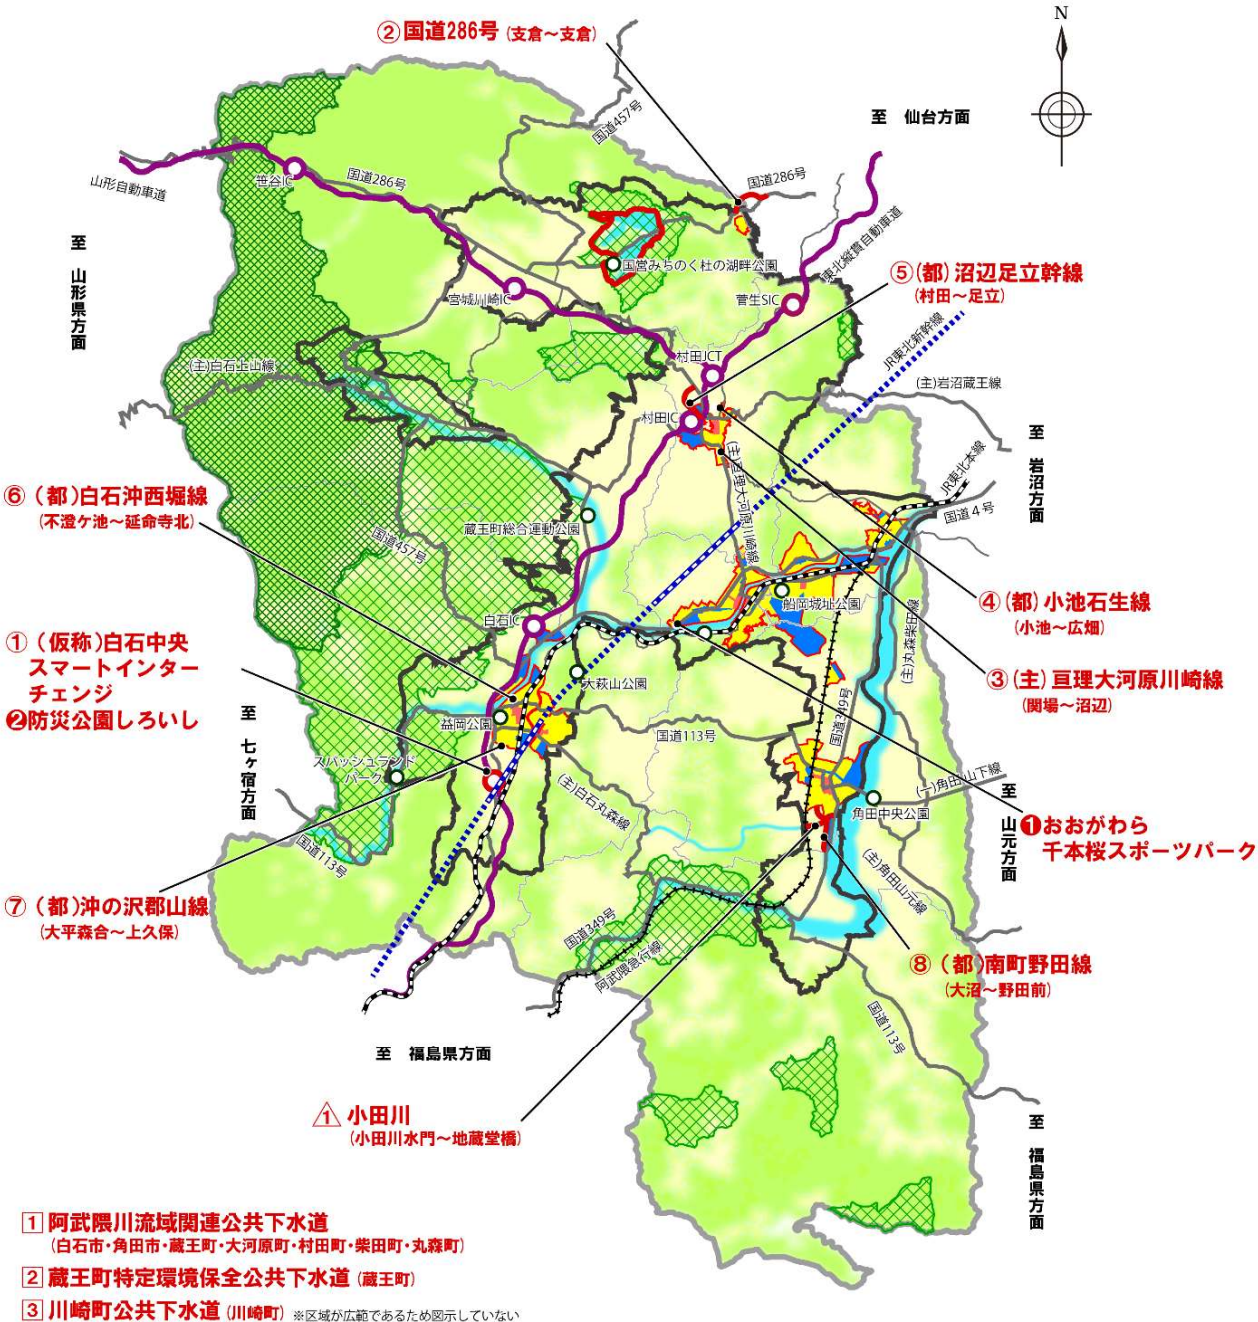 N
②国道286号 (支倉～支倉)
至 仙台方面
国道457号
国道286号
山形自動車道
笹谷IC
国道286号
東北縦貫自動車道
至 山形県方面
国営みちのく杜の湖畔公園
宮城川崎IC
菅生SIC
⑤(都)沼辺足立幹線
(村田～足立)
JR東北新幹線
村田JCT
(主)白石上山線
(主)岩沼蔵王線
村田IC
至 岩沼方面
(主)亘理大河原川崎線
JR東北本線
国道4号
⑥(都)白石沖西堀線
(不澄ケ池～延命寺北)
蔵王町総合運動公園
国道457号
船岡城址公園
④(都)小池石生線
(小池～広畑)
白石IC
(主)丸森柴田線
①(仮称)白石中央
スマートインター
チェンジ
❷防災公園しろいし
大萩山公園
③(主)亘理大河原川崎線
(関場～沼辺)
至 七ヶ宿方面
益岡公園
国道113号
国道349号
スパッシュランド
パーク
(主)白石丸森線
(一)角田山下線
至 山元方面
角田中央公園
❶おおがわら
千本桜スポーツパーク
国道113号
(主)角田山元線
⑦(都)沖の沢郡山線
(大平森合～上久保)
国道349号
阿武隈急行線
⑧(都)南町野田線
(大沼～野田前)
国道113号
至 福島県方面
1 小田川
(小田川水門～地蔵堂橋)
至 福島県方面
1 阿武隈川流域関連公共下水道
(白石市・角田市・蔵王町・大河原町・村田町・柴田町・丸森町)
2 蔵王町特定環境保全公共下水道 (蔵王町)
3 川崎町公共下水道 (川崎町) ※区域が広範であるため図示していない